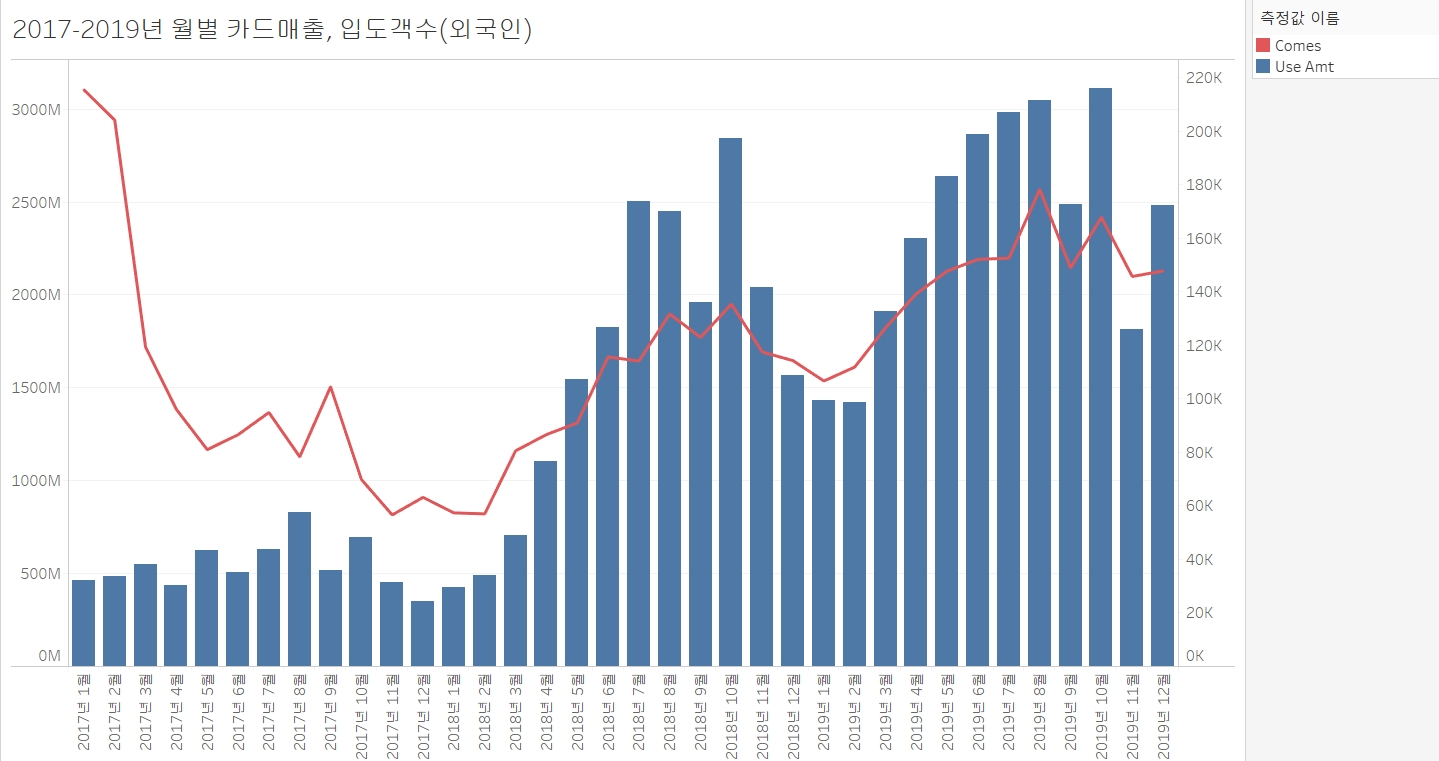 2017-2019년 월별 카드매출, 입도객수(외국인)
측정값 이름
Comes
Use Amt
3000M
2500M
2000M
1500M
1000M
500M
0M
220K
200K
180K
160K
140K
120K
100K
80K
60K
40K
20K
0K
2017년 1월
2017년 2월
2017년 3월
2017년 4월
2017년 5월
2017년 6월
2017년 7월
2017년 8월
2017년 9월
2017년 10월
2017년 11월
2017년 12월
2018년 1월
2018년 2월
2018년 3월
2018년 4월
2018년 5월
2018년 6월
2018년 7월
2018년 8월
2018년 9월
2018년 10월
2018년 11월
2018년 12월
2019년 1월
2019년 2월
2019년 3월
2019년 4월
2019년 5월
2019년 6월
2019년 7월
2019년 8월
2019년 9월
2019년 10월
2019년 11월
2019년 12월